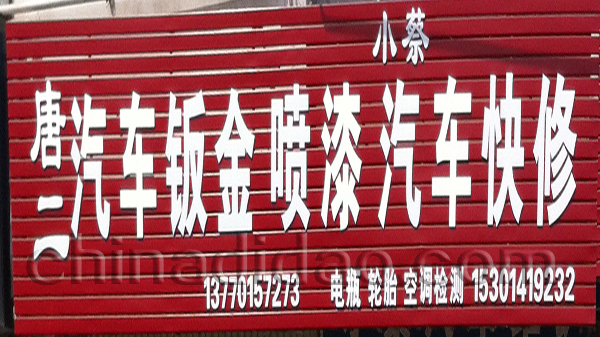 小蔡
唐二 汽车钣金喷漆 汽车快修
13770157273 电瓶 轮胎 空调检测 15301419232
chinadidao.com